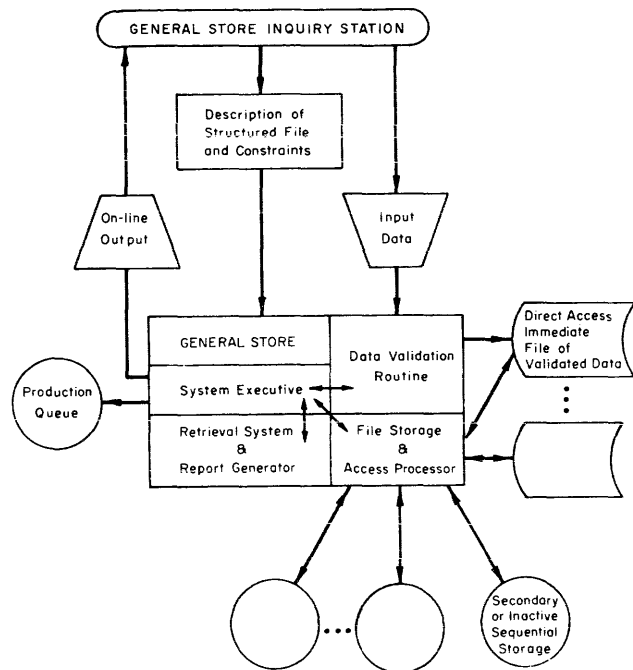 GENERAL STORE INQUIRY STATION
Description of
Structured File
and Constraints
On-line
Output
Input
Data
GENERAL STORE
Data Validation
Routine
Direct Access
Immediate
File of
Validated Data
System Executive
Production
Queue
Retrieval System
&
Report Generator
File Storage
&
Access Processor
Secondary
or Inactive
Sequential
Storage